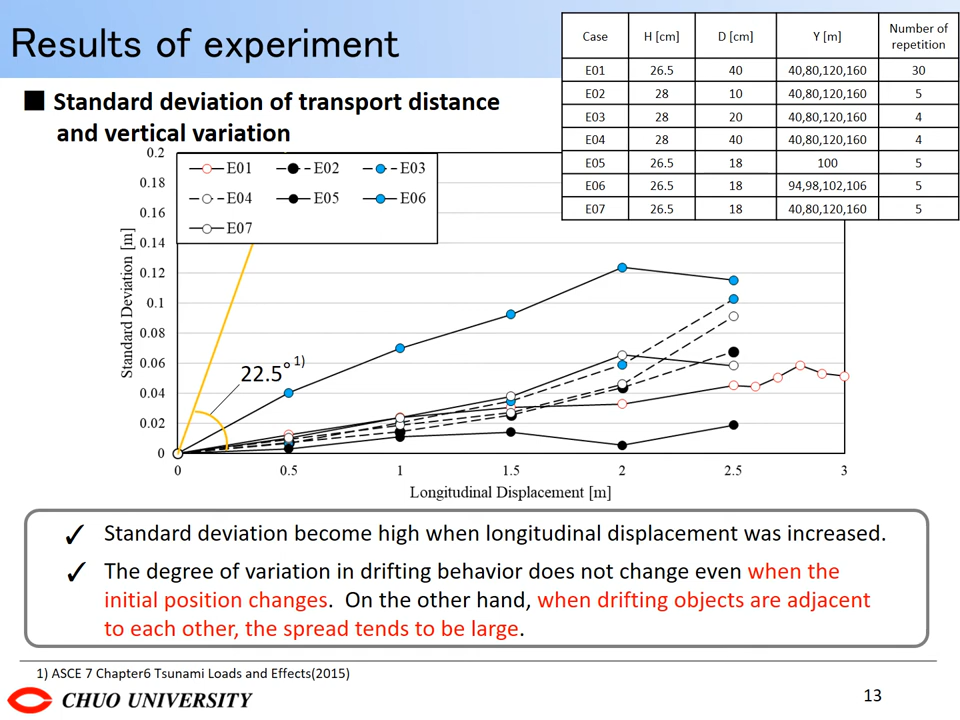 Results of experiment
Case H [cm] D [cm] Y [m] Number of repetition
E01 26.5 40 40,80,120,160 30
E02 28 10 40,80,120,160 5
E03 28 20 40,80,120,160 4
E04 28 40 40,80,120,160 4
E05 26.5 18 100 5
E06 26.5 18 94,98,102,106 5
E07 26.5 18 40,80,120,160 5
■ Standard deviation of transport distance
and vertical variation
E01 E02 E03
E04 E05 E06
E07
Standard Deviation [m]
0.2
0.18
0.16
0.14
0.12
0.1
0.08
0.06
0.04
0.02
0
22.5° 1)
0 0.5 1 1.5 2 2.5 3
Longitudinal Displacement [m]
✓ Standard deviation become high when longitudinal displacement was increased.
✓ The degree of variation in drifting behavior does not change even when the
initial position changes. On the other hand, when drifting objects are adjacent
to each other, the spread tends to be large.
1) ASCE 7 Chapter6 Tsunami Loads and Effects(2015)
CHUO UNIVERSITY
13